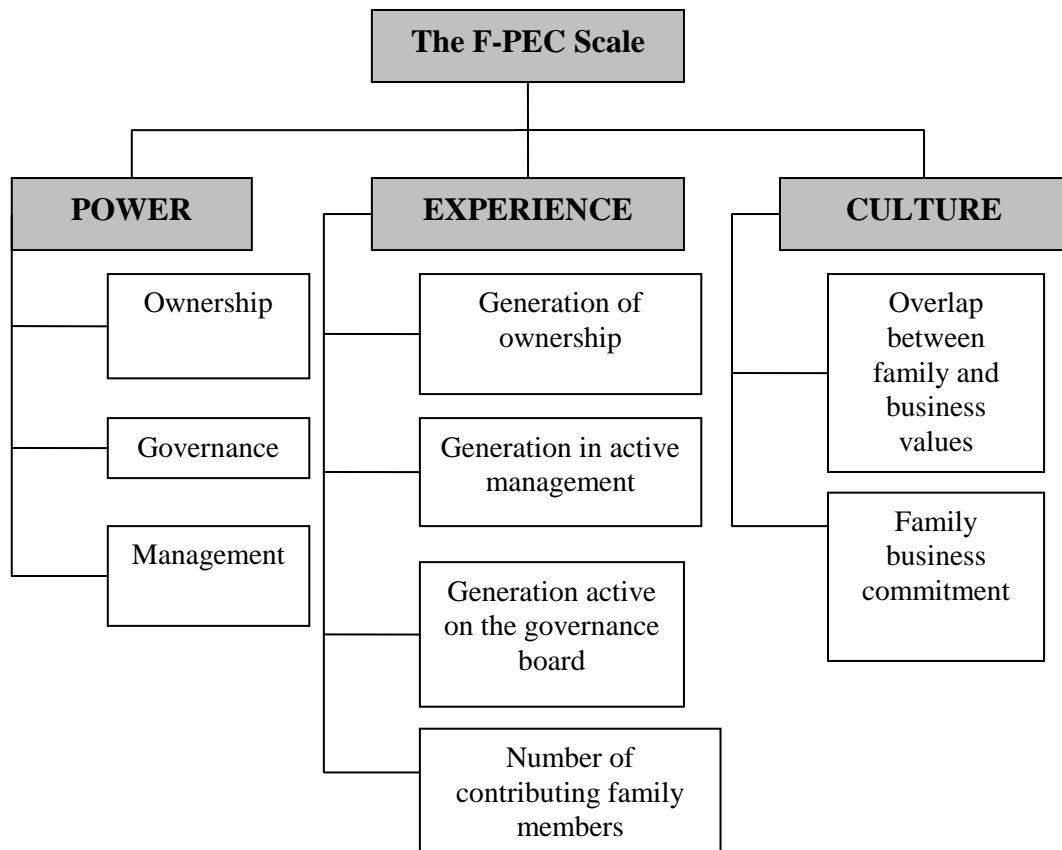 The F-PEC Scale
POWER
Ownership
Governance
Management
EXPERIENCE
Generation of
ownership
Generation in active
management
Generation active
on the governance
board
Number of
contributing family
members
CULTURE
Overlap
between
family and
business
values
Family
business
commitment